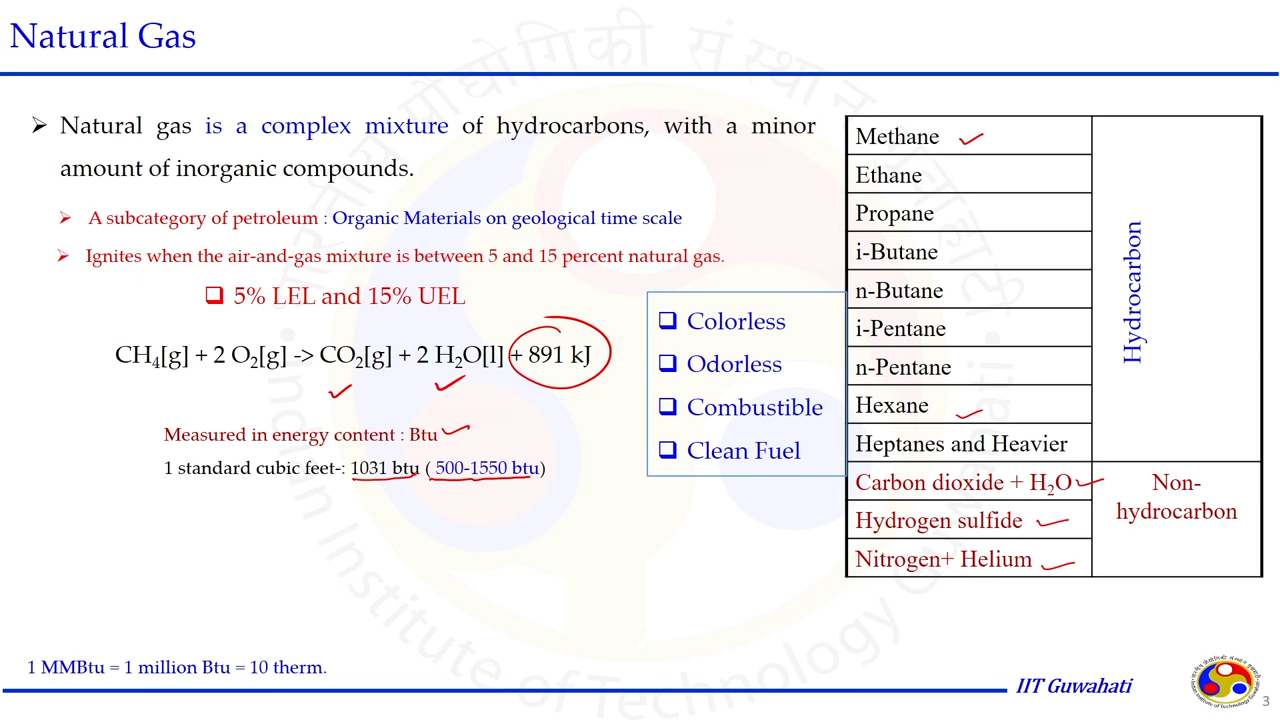 Natural Gas
➢ Natural gas is a complex mixture of hydrocarbons, with a minor
amount of inorganic compounds.
➢ A subcategory of petroleum : Organic Materials on geological time scale
➢ Ignites when the air-and-gas mixture is between 5 and 15 percent natural gas.
❑ 5% LEL and 15% UEL
CH₄[g] + 2 O₂[g] -> CO₂[g] + 2 H₂O[l] + 891 kJ
Measured in energy content : Btu
1 standard cubic feet-: 1031 btu ( 500-1550 btu)
❑ Colorless
❑ Odorless
❑ Combustible
❑ Clean Fuel
Methane
Ethane
Propane
i-Butane
n-Butane
i-Pentane
n-Pentane
Hexane
Heptanes and Heavier
Hydrocarbon
Carbon dioxide + H₂O
Hydrogen sulfide
Nitrogen+ Helium
Non-
hydrocarbon
1 MMBtu = 1 million Btu = 10 therm.
IIT Guwahati
3
Indian Institute of Technology